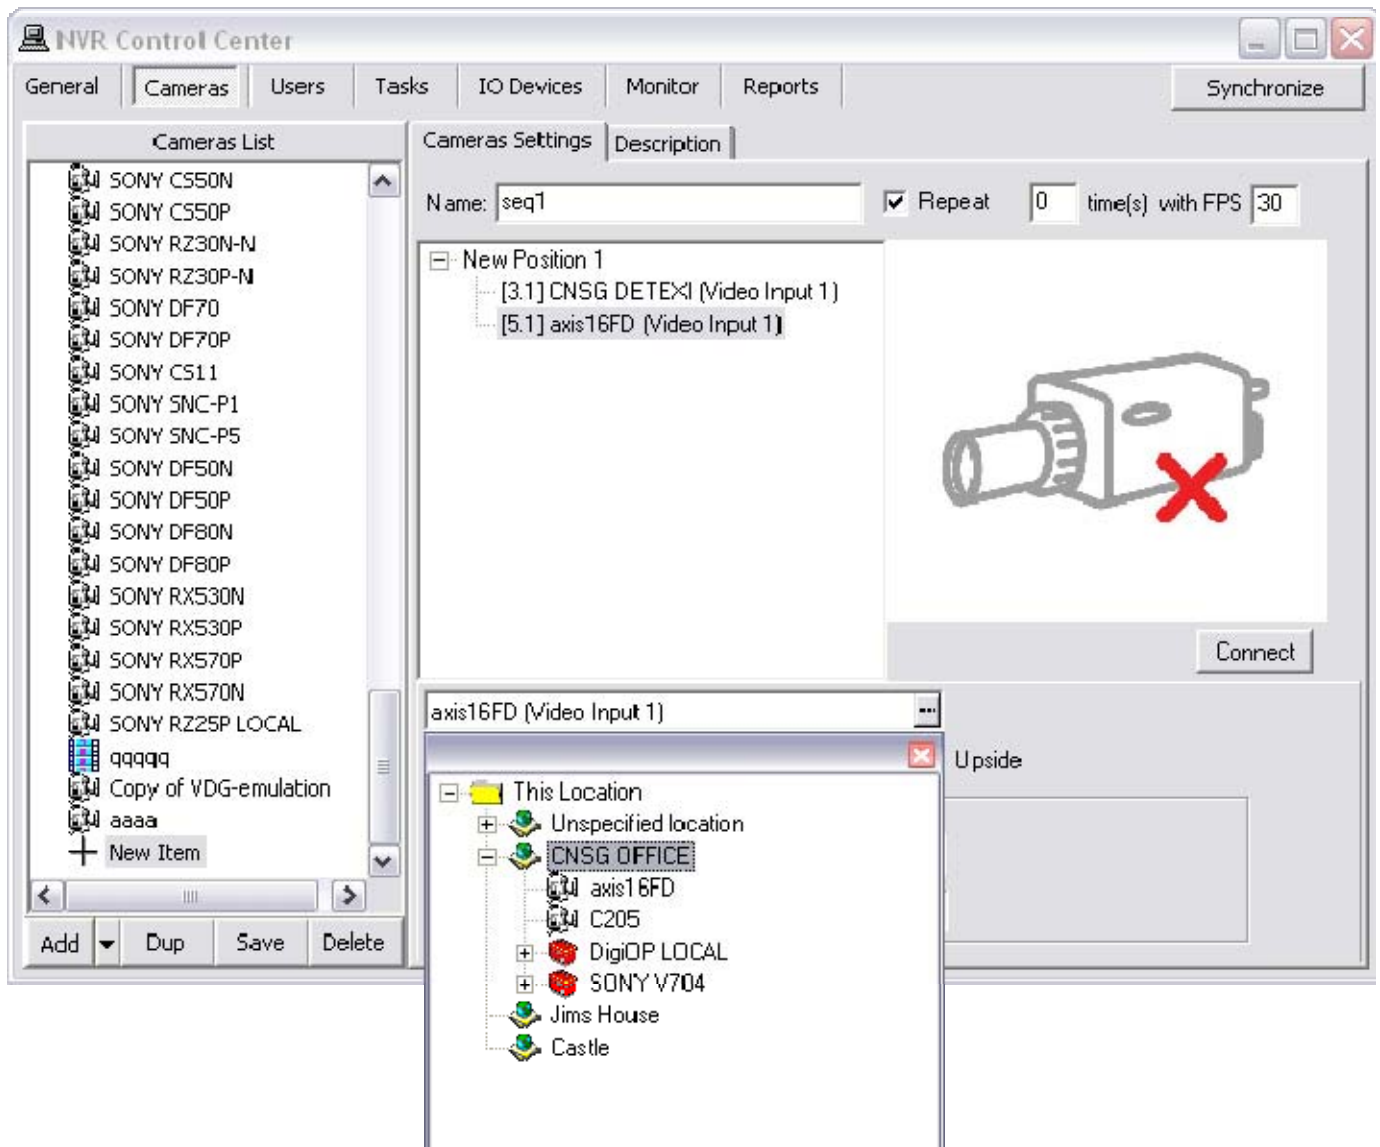 NVR Control Center
General Cameras Users Tasks IO Devices Monitor Reports Synchronize
Cameras List
SONY CS50N
SONY CS50P
SONY RZ30N-N
SONY RZ30P-N
SONY DF70
SONY DF70P
SONY CS11
SONY SNC-P1
SONY SNC-P5
SONY DF50N
SONY DF50P
SONY DF80N
SONY DF80P
SONY RX530N
SONY RX530P
SONY RX570P
SONY RX570N
SONY RZ25P LOCAL
qqqqq
Copy of VDG-emulation
aaaa
New Item
Add Dup Save Delete
Cameras Settings Description
Name: seq1 Repeat 0 time(s) with FPS 30
New Position 1
[3.1] CNSG DETEXI (Video Input 1)
[5.1] axis16FD (Video Input 1)
Connect
axis16FD (Video Input 1) ...
Upside
This Location
Unspecified location
CNSG OFFICE
axis16FD
C205
DigiOP LOCAL
SONY V704
Jims House
Castle